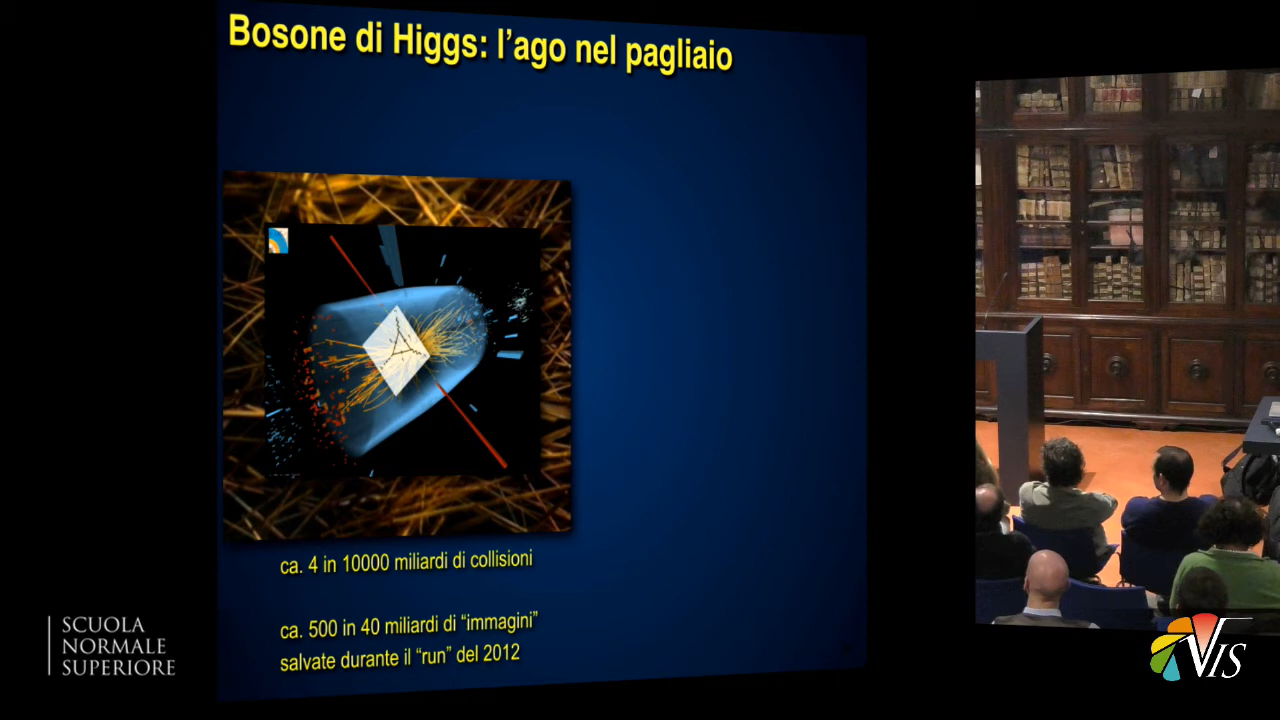 Bosone di Higgs: l’ago nel pagliaio
ca. 4 in 10000 miliardi di collisioni
ca. 500 in 40 miliardi di “immagini”
salvate durante il “run” del 2012
SCUOLA
NORMALE
SUPERIORE
VIS